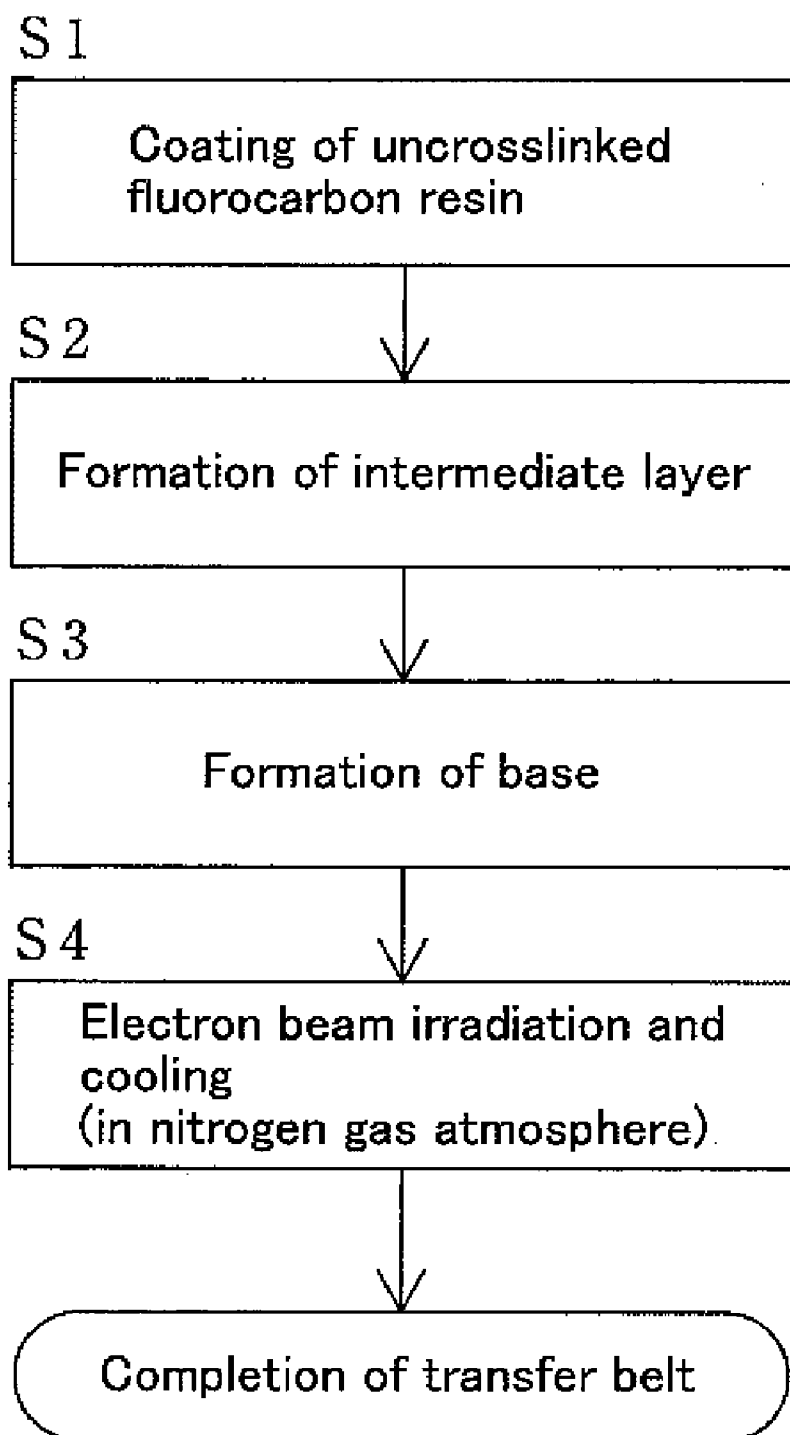 S1
Coating of uncrosslinked
fluorocarbon resin
S2
Formation of intermediate layer
S3
Formation of base
S4
Electron beam irradiation and
cooling
(in nitrogen gas atmosphere)
Completion of transfer belt